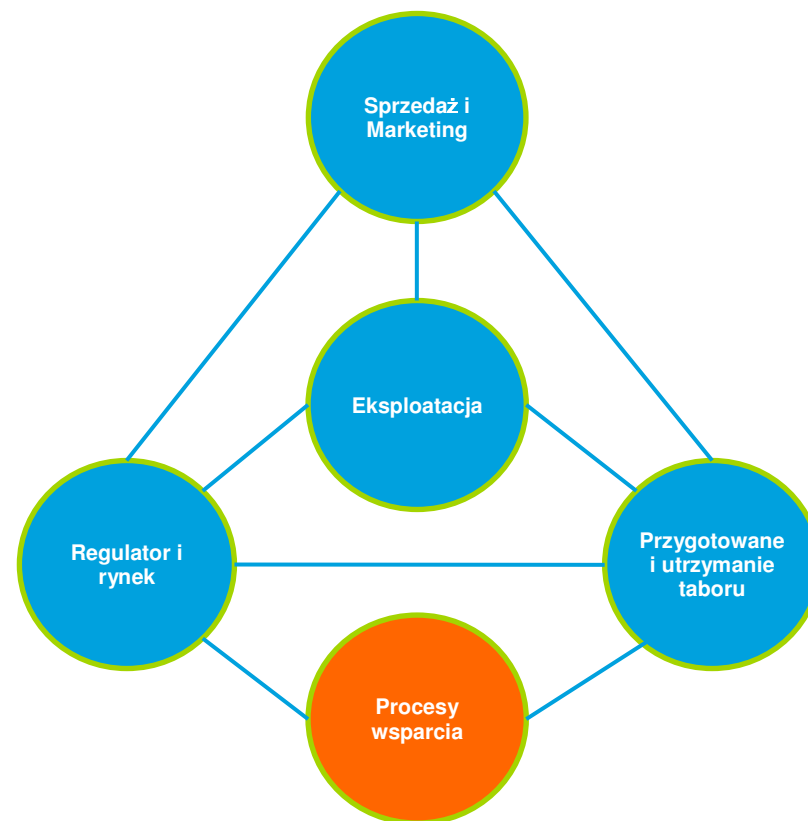 Sprzedaż i
Marketing
Eksploatacja
Regulator i
rynek
Przygotowane
i utrzymanie
taboru
Procesy
wsparcia